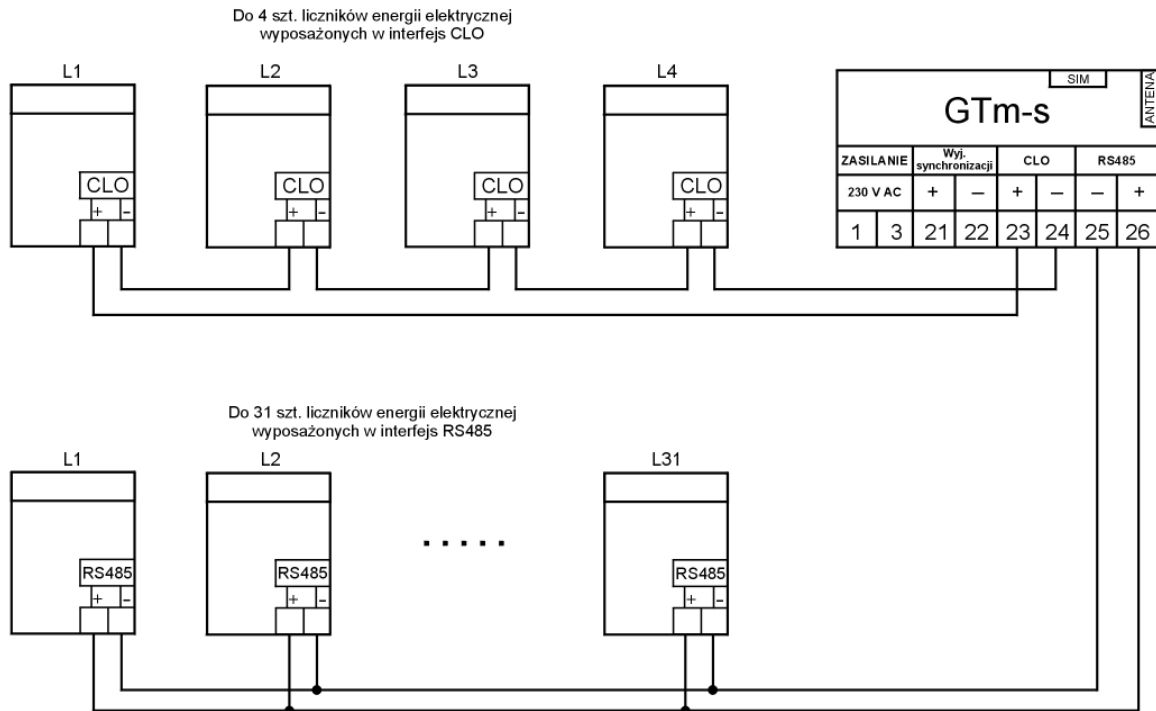 Do 4 szt. liczników energii elektrycznej
wyposażonych w interfejs CLO
L1 L2 L3 L4
SIM
ANTENA
GTm-s
ZASILANIE Wyj. synchronizacji CLO RS485
230 V AC + – + – – +
1 3 21 22 23 24 25 26
CLO CLO CLO CLO
+ – + – + – + –
Do 31 szt. liczników energii elektrycznej
wyposażonych w interfejs RS485
L1 L2 L31
.....
RS485 RS485 RS485
+ – + – + –